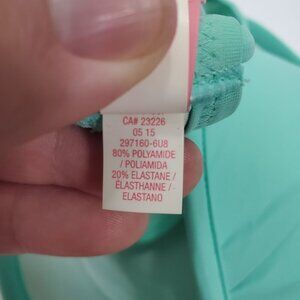 CA# 23226
05 15
297160-6U8
80% POLYAMIDE
/ POLIAMIDA
20% ELASTANE /
ÉLASTHANNE /
ELASTANO